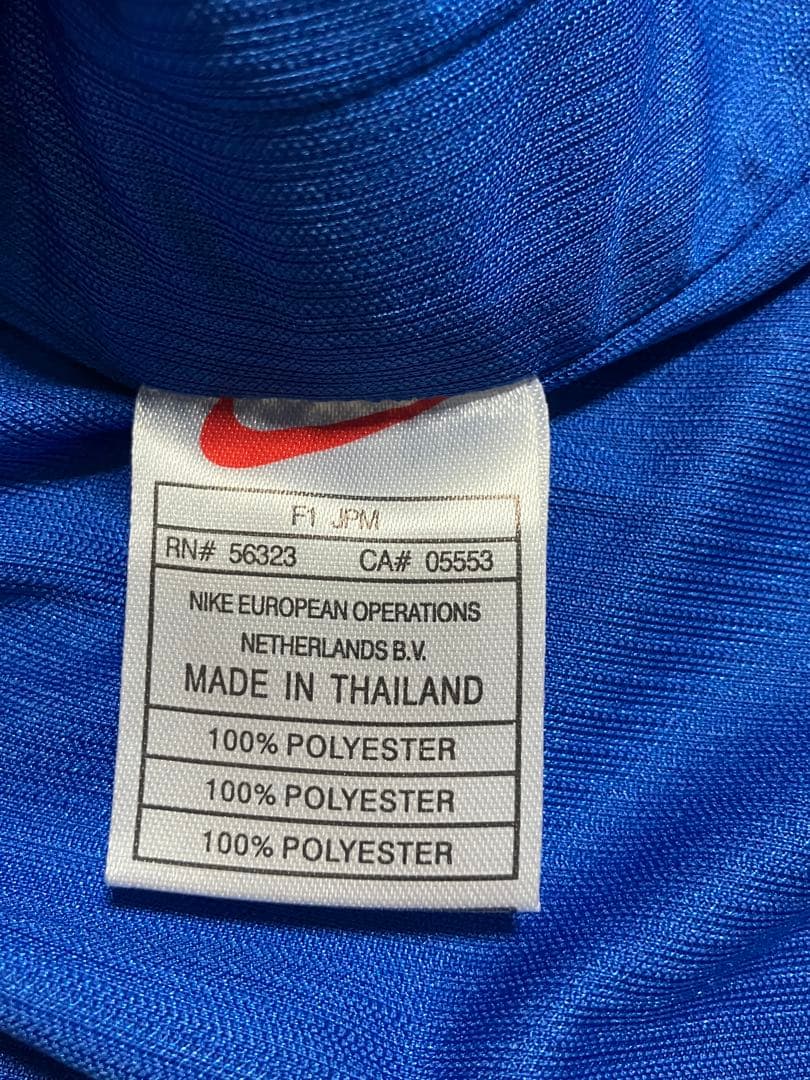 F1 JPM
RN# 56323 CA# 05553
NIKE EUROPEAN OPERATIONS
NETHERLANDS B.V.
MADE IN THAILAND
100% POLYESTER
100% POLYESTER
100% POLYESTER